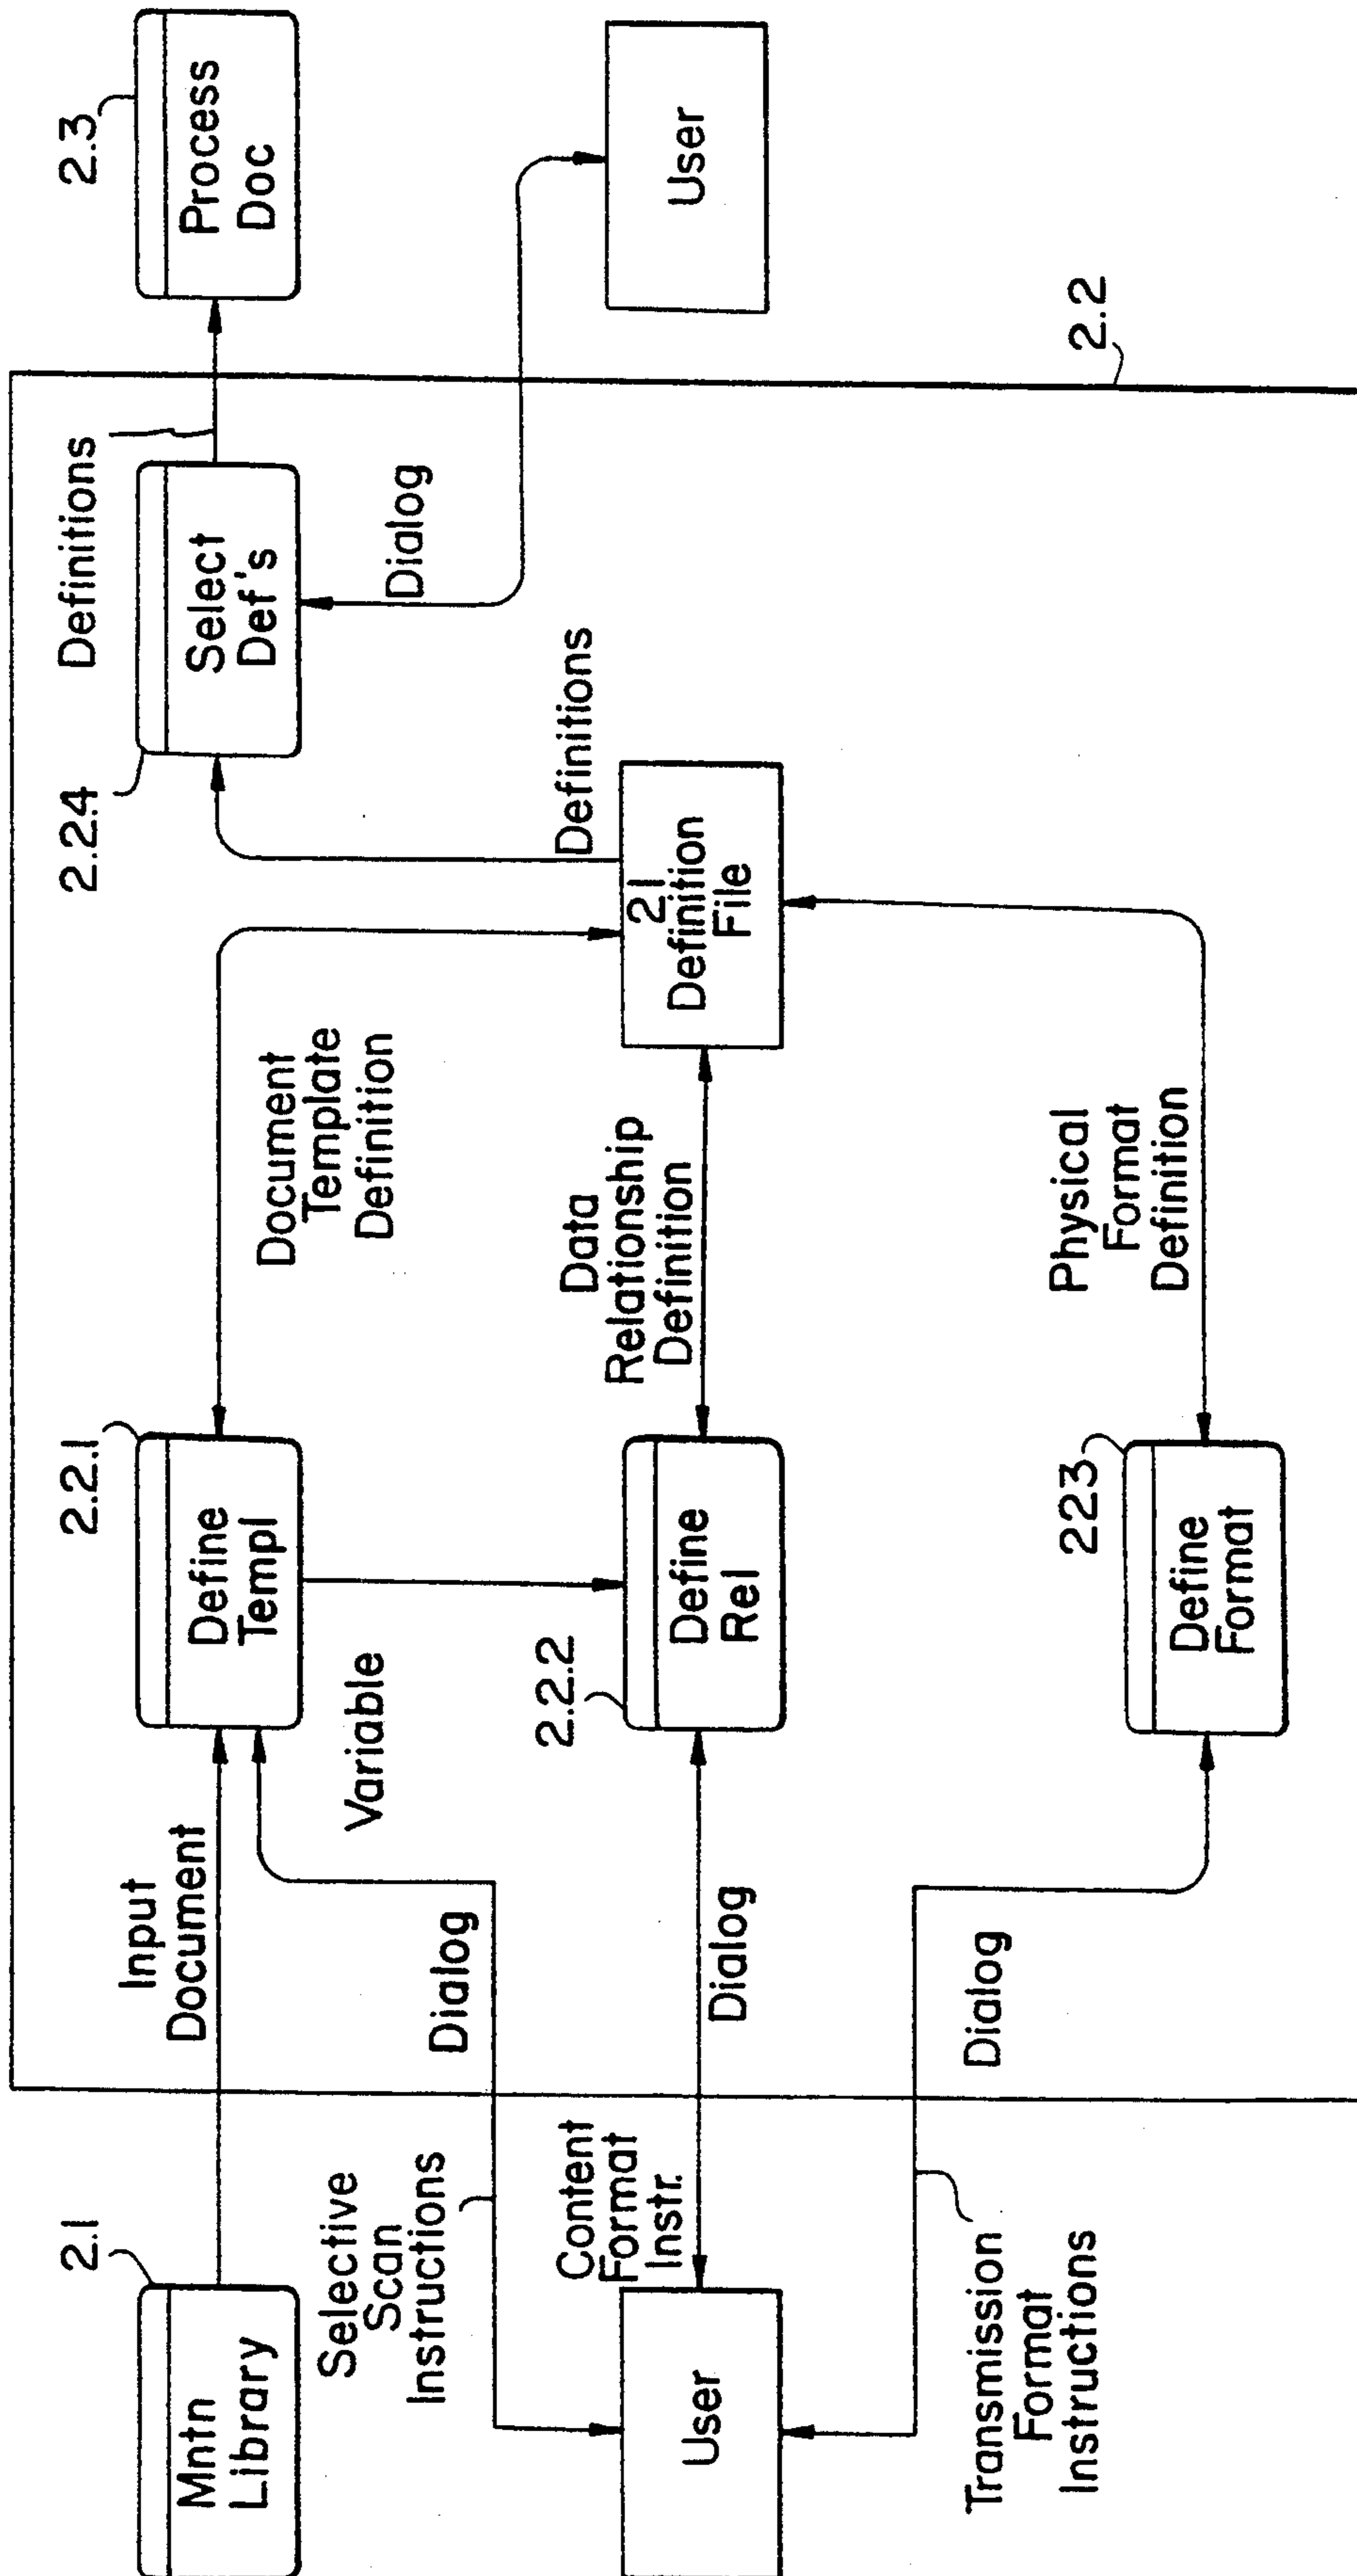 2.1
Mntn
Library
Input
Document
2.2.1
Define
Templ
Document
Template
Definition
2.2.4
Select
Def's
Definitions
2.3
Process
Doc
Selective
Scan
Instructions
Dialog
Variable
Dialog
User
Content
Format
Instr.
Dialog
2.2.2
Define
Rel
Data
Relationship
Definition
21
Definition
File
Definitions
User
Transmission
Format
Instructions
Dialog
223
Define
Format
Physical
Format
Definition
2.2